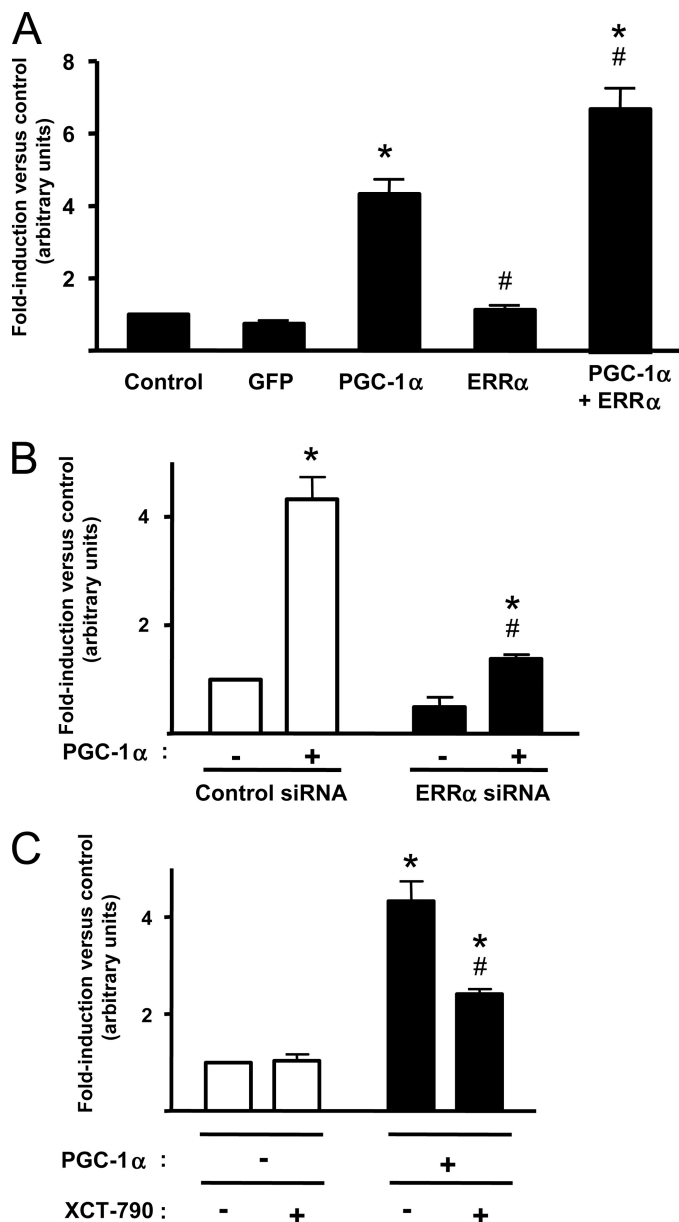 A
Fold-induction versus control
(arbitrary units)
8
6
4
2
*
#
*
#
Control GFP PGC-1α ERRα PGC-1α
+ ERRα
B
Fold-induction versus control
(arbitrary units)
4
2
*
*
#
PGC-1α : - + - +
Control siRNA ERRα siRNA
C
Fold-induction versus control
(arbitrary units)
4
2
*
*
#
PGC-1α : - +
XCT-790 : - + - +